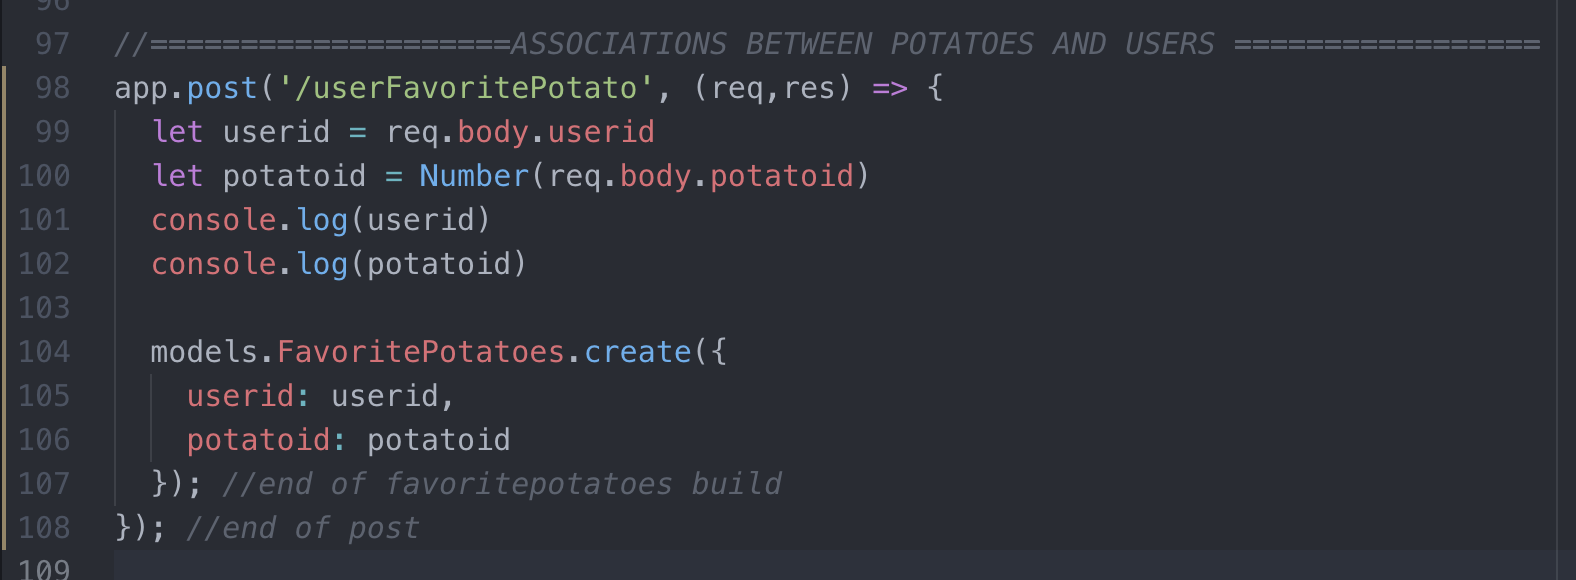 96
97 //====================ASSOCIATIONS BETWEEN POTATOES AND USERS =================
98 app.post('/userFavoritePotato', (req,res) => {
99 let userid = req.body.userid
100 let potatoid = Number(req.body.potatoid)
101 console.log(userid)
102 console.log(potatoid)
103
104 models.FavoritePotatoes.create({
105 userid: userid,
106 potatoid: potatoid
107 }); //end of favoritepotatoes build
108 }); //end of post
109